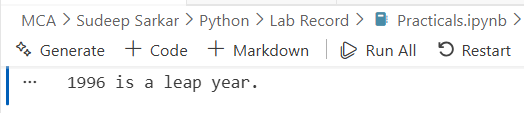 MCA > Sudeep Sarkar > Python > Lab Record > Practicals.ipynb >
Generate + Code + Markdown Run All Restart
... 1996 is a leap year.